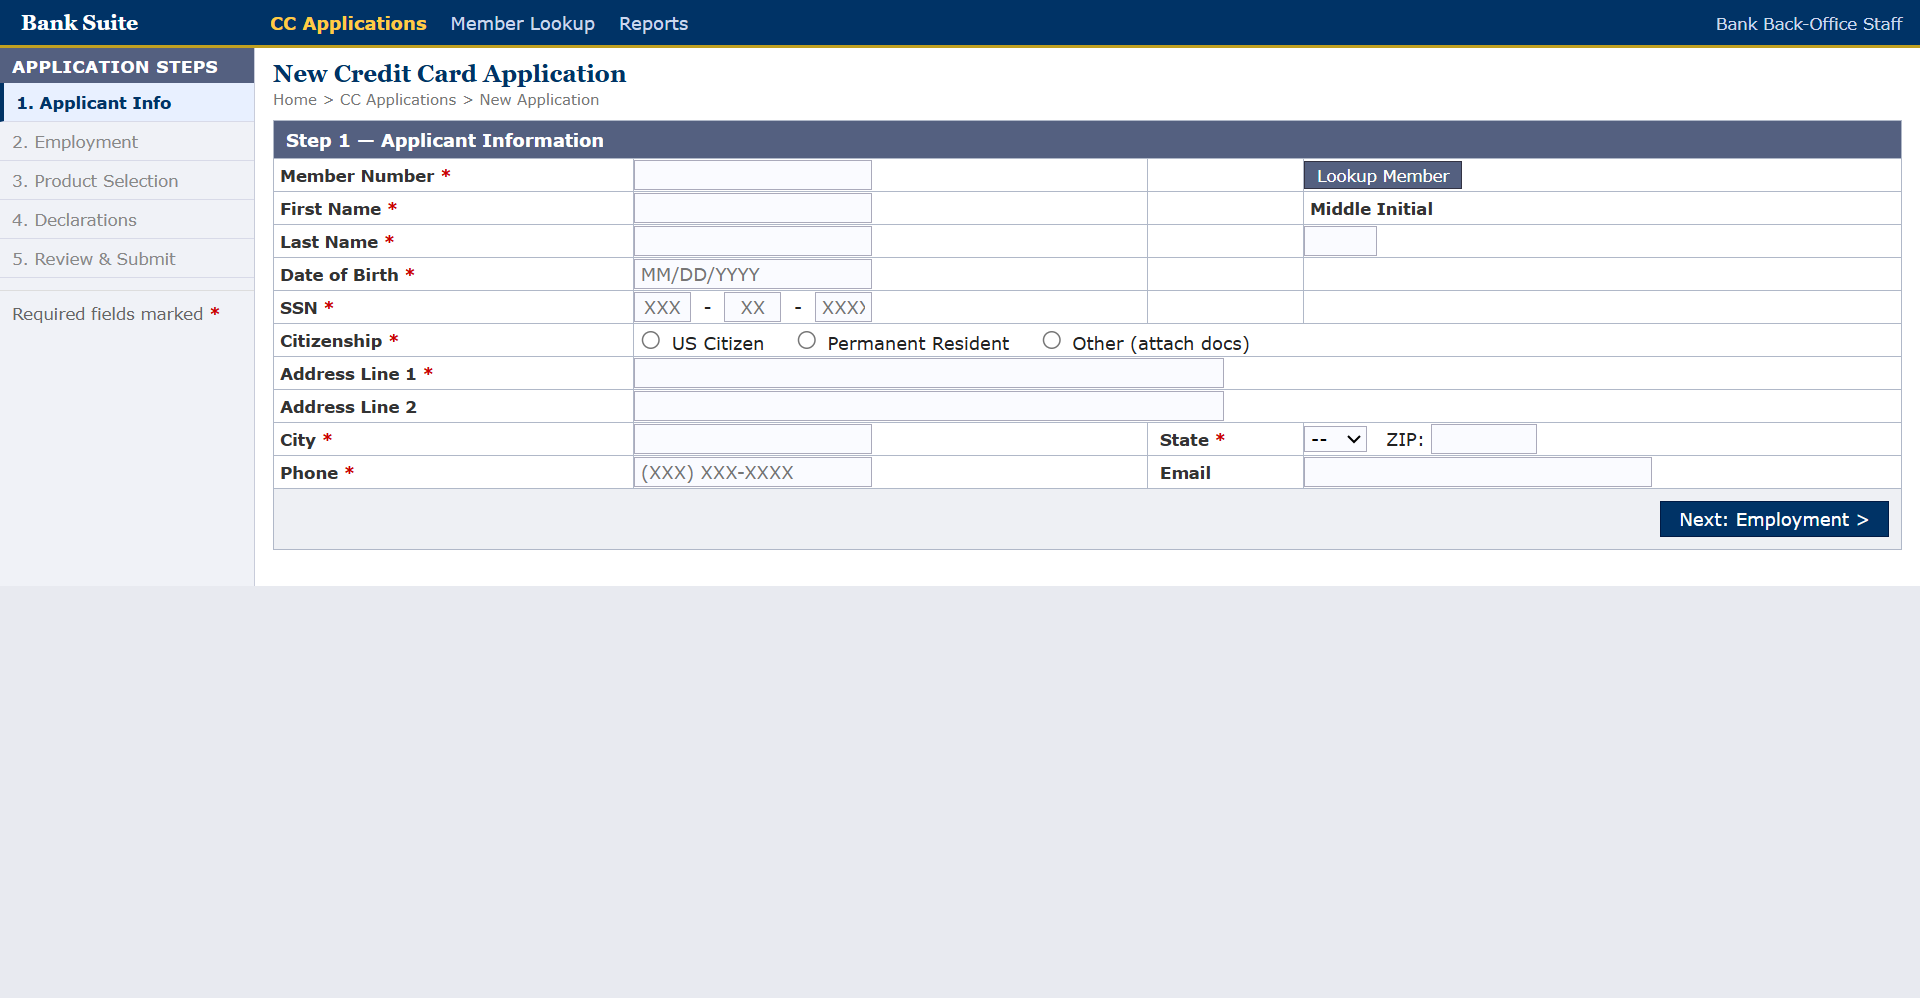 Bank Suite CC Applications Member Lookup Reports Bank Back-Office Staff
APPLICATION STEPS
1. Applicant Info
2. Employment
3. Product Selection
4. Declarations
5. Review & Submit
Required fields marked *
New Credit Card Application
Home > CC Applications > New Application
Step 1 — Applicant Information
Member Number * Lookup Member
First Name * Middle Initial
Last Name *
Date of Birth * MM/DD/YYYY
SSN * XXX - XX - XXXX
Citizenship * US Citizen Permanent Resident Other (attach docs)
Address Line 1 *
Address Line 2
City * State * -- ZIP:
Phone * (XXX) XXX-XXXX Email
Next: Employment >